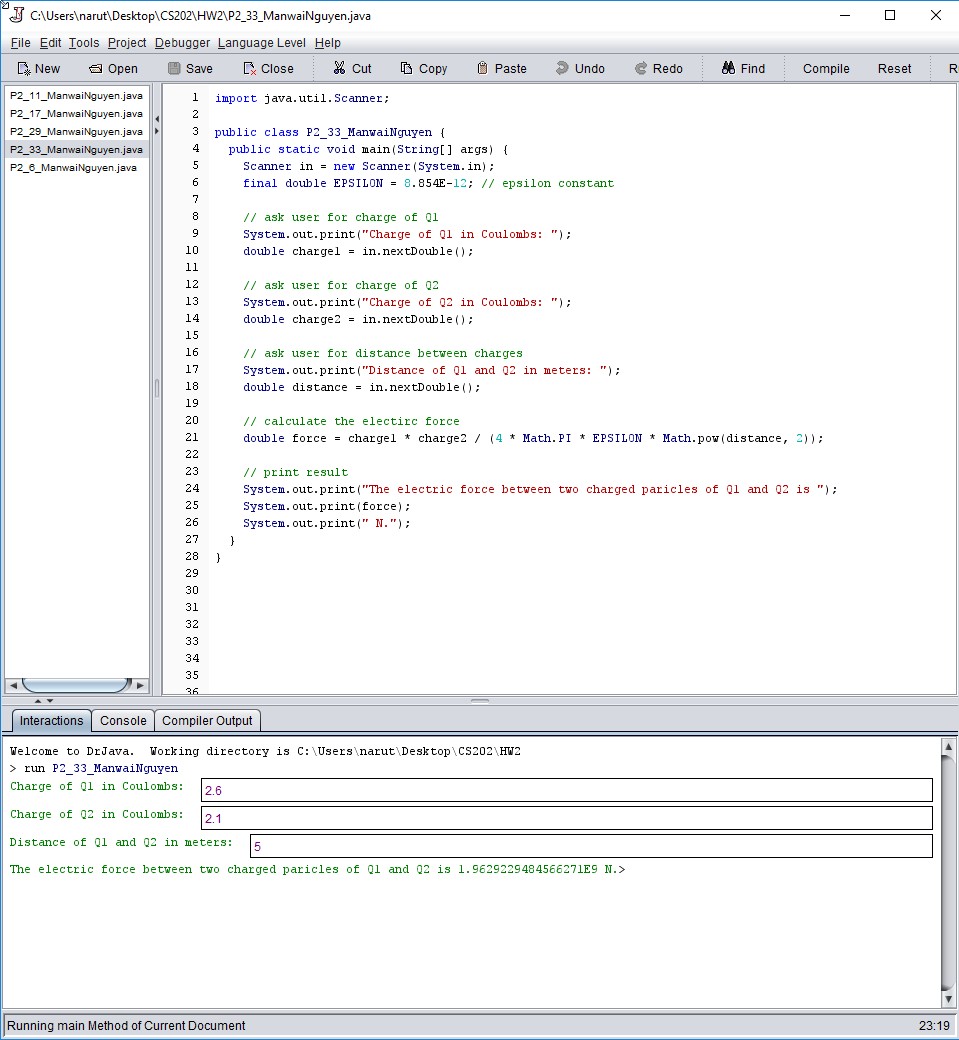 C:\Users\narut\Desktop\CS202\HW2\P2_33_ManwaiNguyen.java
File Edit Tools Project Debugger Language Level Help
New Open Save Close Cut Copy Paste Undo Redo Find Compile Reset
P2_11_ManwaiNguyen.java
P2_17_ManwaiNguyen.java
P2_29_ManwaiNguyen.java
P2_33_ManwaiNguyen.java
P2_6_ManwaiNguyen.java
1 import java.util.Scanner;
2
3 public class P2_33_ManwaiNguyen {
4 public static void main(String[] args) {
5 Scanner in = new Scanner(System.in);
6 final double EPSILON = 8.854E-12; // epsilon constant
7
8 // ask user for charge of Q1
9 System.out.print("Charge of Q1 in Coulombs: ");
10 double charge1 = in.nextDouble();
11
12 // ask user for charge of Q2
13 System.out.print("Charge of Q2 in Coulombs: ");
14 double charge2 = in.nextDouble();
15
16 // ask user for distance between charges
17 System.out.print("Distance of Q1 and Q2 in meters: ");
18 double distance = in.nextDouble();
19
20 // calculate the electirc force
21 double force = charge1 * charge2 / (4 * Math.PI * EPSILON * Math.pow(distance, 2));
22
23 // print result
24 System.out.print("The electric force between two charged paricles of Q1 and Q2 is ");
25 System.out.print(force);
26 System.out.print(" N.");
27 }
28 }
29
30
31
32
33
34
35
36
Interactions Console Compiler Output
Welcome to DrJava. Working directory is C:\Users\narut\Desktop\CS202\HW2
> run P2_33_ManwaiNguyen
Charge of Q1 in Coulombs: 2.6
Charge of Q2 in Coulombs: 2.1
Distance of Q1 and Q2 in meters: 5
The electric force between two charged paricles of Q1 and Q2 is 1.9629229484566271E9 N.>
Running main Method of Current Document 23:19